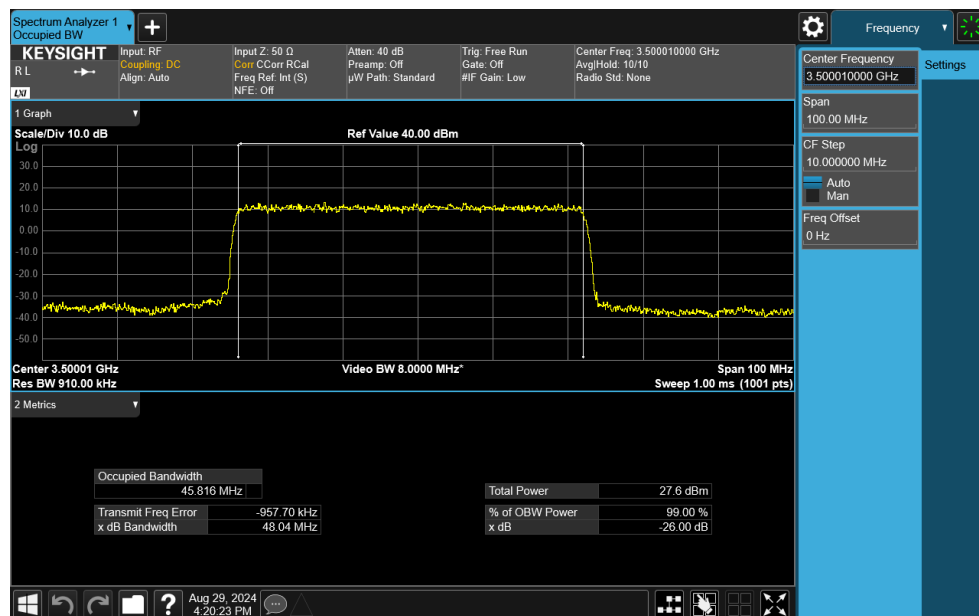 Spectrum Analyzer 1
Occupied BW
Frequency
KEYSIGHT
R L
LXI
Input: RF
Coupling: DC
Align: Auto
Input Z: 50 Ω
Corr CCorr RCal
Freq Ref: Int (S)
NFE: Off
Atten: 40 dB
Preamp: Off
µW Path: Standard
Trig: Free Run
Gate: Off
#IF Gain: Low
Center Freq: 3.500010000 GHz
Avg|Hold: 10/10
Radio Std: None
Center Frequency
3.500010000 GHz
Settings
Span
100.00 MHz
CF Step
10.000000 MHz
Auto
Man
Freq Offset
0 Hz
1 Graph
Scale/Div 10.0 dB
Ref Value 40.00 dBm
Log
30.0
20.0
10.0
0.00
-10.0
-20.0
-30.0
-40.0
-50.0
Center 3.50001 GHz
Video BW 8.0000 MHz*
Span 100 MHz
Res BW 910.00 kHz
Sweep 1.00 ms (1001 pts)
2 Metrics
Occupied Bandwidth
45.816 MHz
Total Power 27.6 dBm
Transmit Freq Error -957.70 kHz
% of OBW Power 99.00 %
x dB Bandwidth 48.04 MHz
x dB -26.00 dB
Aug 29, 2024
4:20:23 PM